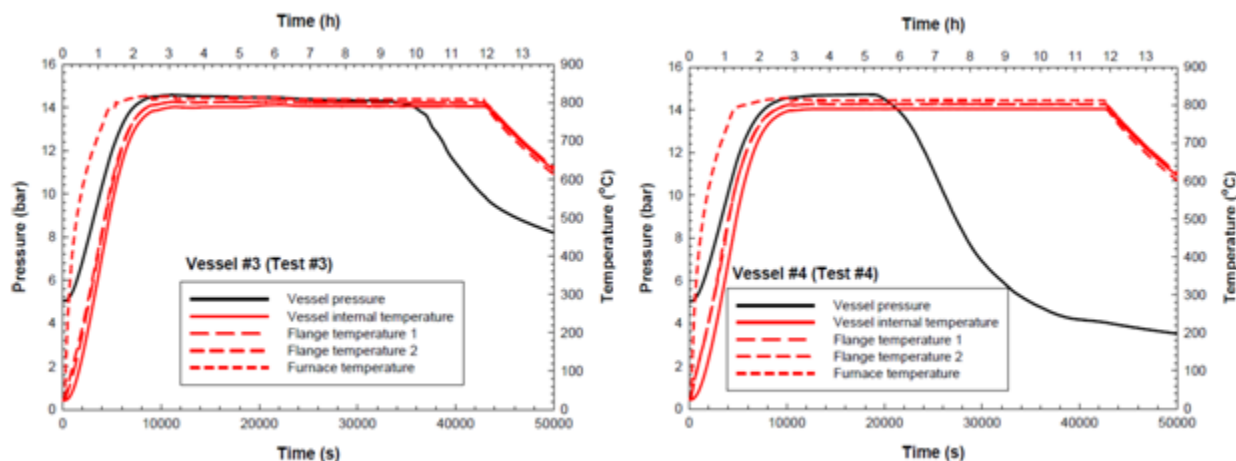 Time (h)
0 1 2 3 4 5 6 7 8 9 10 11 12 13
16
14
12
10
8
6
4
2
0
Pressure (bar)
900
800
700
600
500
400
300
200
100
0
Temperature (°C)
Vessel #3 (Test #3)
Vessel pressure
Vessel internal temperature
Flange temperature 1
Flange temperature 2
Furnace temperature
0 10000 20000 30000 40000 50000
Time (s)
Time (h)
0 1 2 3 4 5 6 7 8 9 10 11 12 13
16
14
12
10
8
6
4
2
0
Pressure (bar)
900
800
700
600
500
400
300
200
100
0
Temperature (°C)
Vessel #4 (Test #4)
Vessel pressure
Vessel internal temperature
Flange temperature 1
Flange temperature 2
Furnace temperature
0 10000 20000 30000 40000 50000
Time (s)